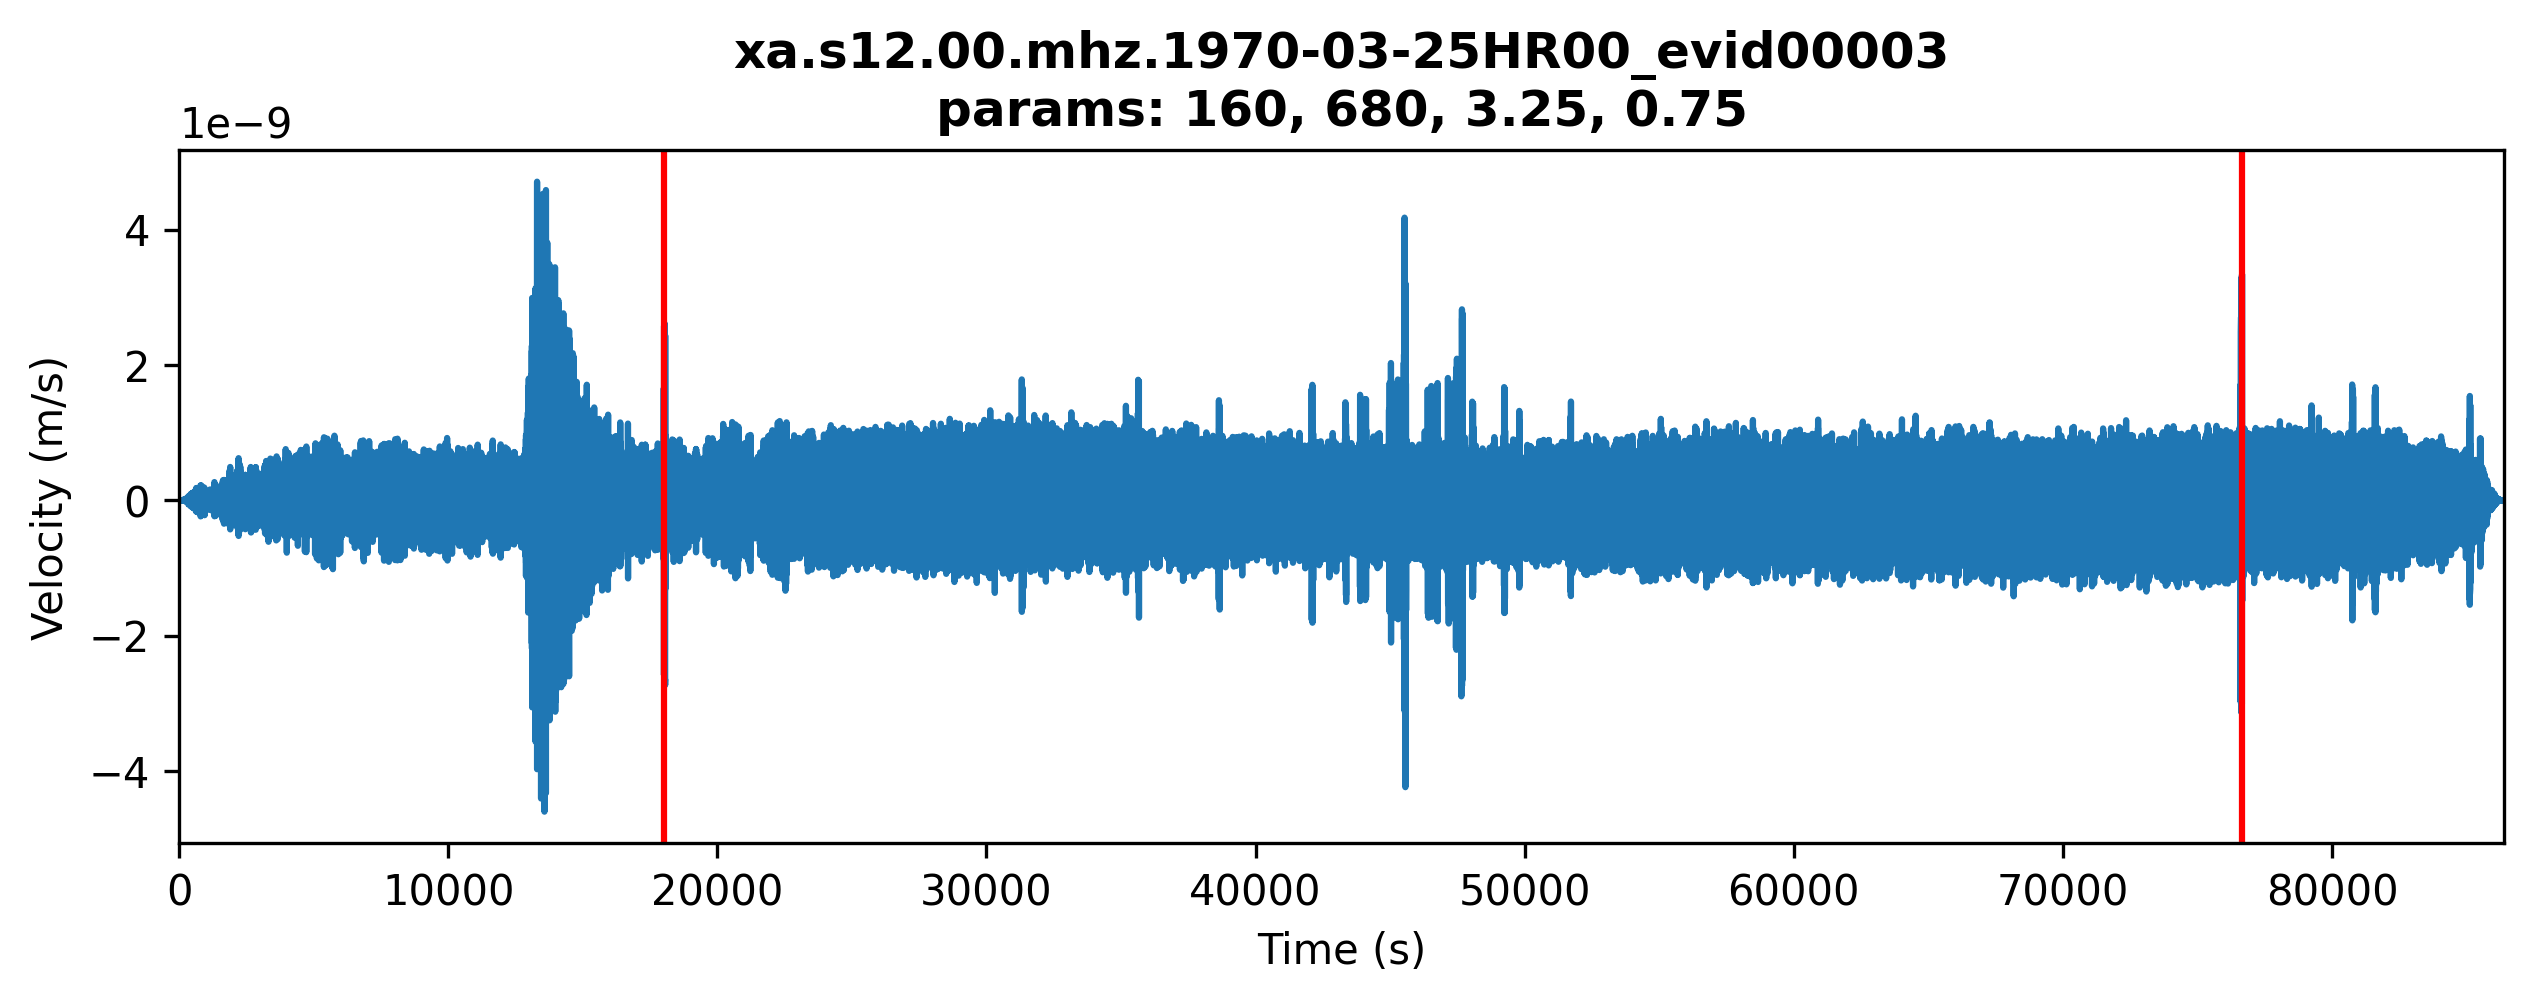 xa.s12.00.mhz.1970-03-25HR00_evid00003
params: 160, 680, 3.25, 0.75
1e−9
4
2
0
−2
−4
Velocity (m/s)
0 10000 20000 30000 40000 50000 60000 70000 80000
Time (s)